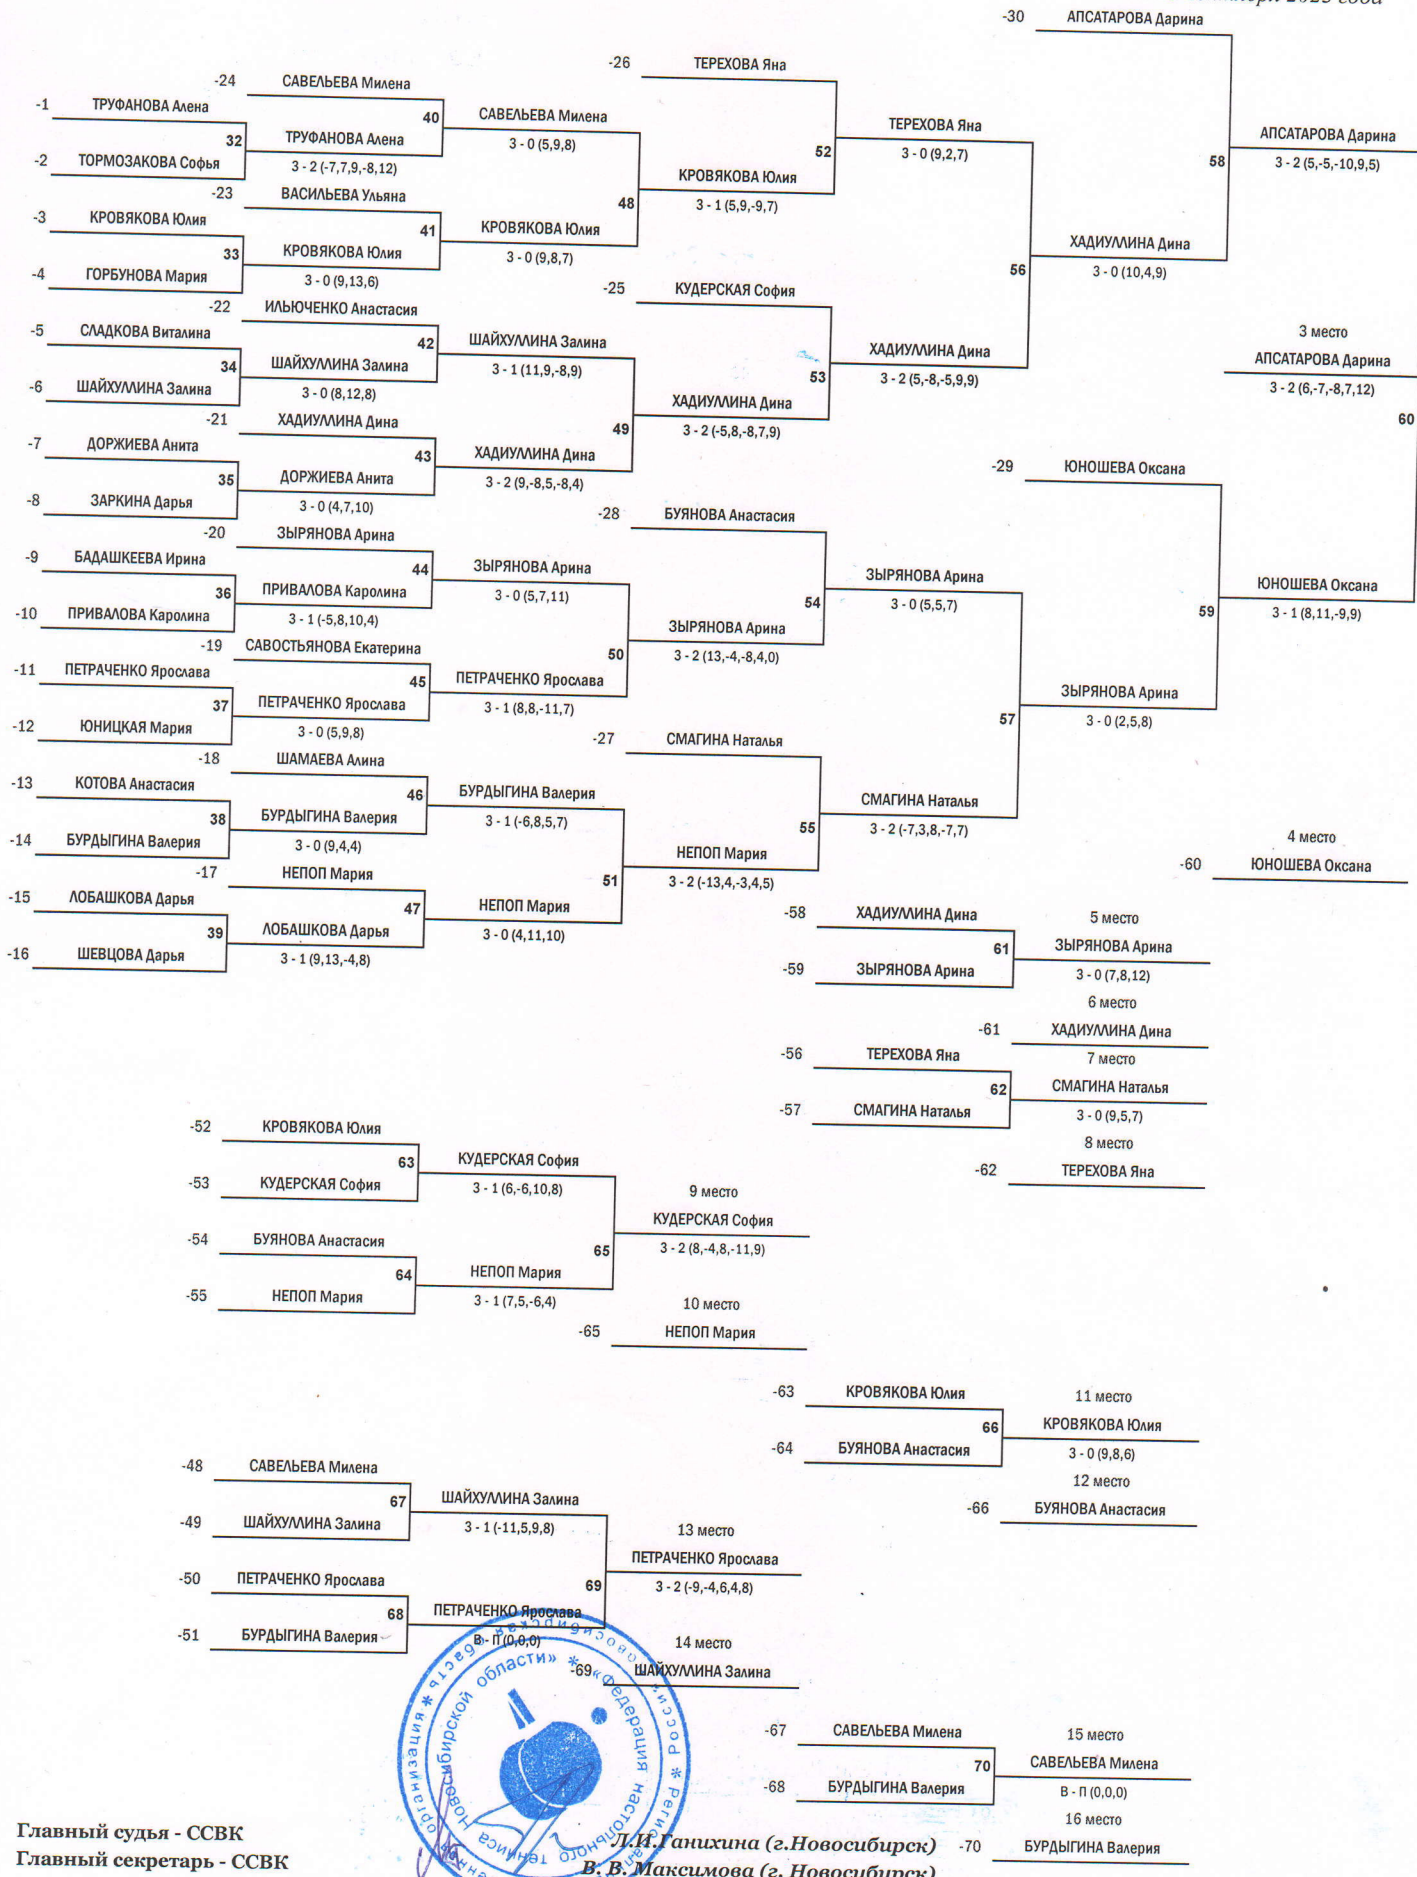 2023 года
-30 АПСАТАРОВА Дарина
-26 ТЕРЕХОВА Яна
-24 САВЕЛЬЕВА Милена
-1 ТРУФАНОВА Алена
40
САВЕЛЬЕВА Милена
3 - 0 (5,9,8)
ТЕРЕХОВА Яна
3 - 0 (9,2,7)
АПСАТАРОВА Дарина
3 - 2 (5,-5,-10,9,5)
32
ТРУФАНОВА Алена
3 - 2 (-7,7,9,-8,12)
52
58
-2 ТОРМОЗАКОВА Софья
КРОВЯКОВА Юлия
3 - 1 (5,9,-9,7)
-23 ВАСИЛЬЕВА Ульяна
48
-3 КРОВЯКОВА Юлия
41
КРОВЯКОВА Юлия
3 - 0 (9,8,7)
33
КРОВЯКОВА Юлия
3 - 0 (9,13,6)
ХАДИУЛЛИНА Дина
3 - 0 (10,4,9)
-4 ГОРБУНОВА Мария
56
-25 КУДЕРСКАЯ София
-22 ИЛЬЮЧЕНКО Анастасия
-5 СЛАДКОВА Виталина
42
ШАЙХУЛЛИНА Залина
3 - 1 (11,9,-8,9)
3 место
АПСАТАРОВА Дарина
3 - 2 (6,-7,-8,7,12)
34
ШАЙХУЛЛИНА Залина
3 - 0 (8,12,8)
ХАДИУЛЛИНА Дина
3 - 2 (5,-8,-5,9,9)
-6 ШАЙХУЛЛИНА Залина
53
ХАДИУЛЛИНА Дина
3 - 2 (-5,8,-8,7,9)
60
-21 ХАДИУЛЛИНА Дина
49
-7 ДОРЖИЕВА Анита
43
ХАДИУЛЛИНА Дина
3 - 2 (9,-8,5,-8,4)
-29 ЮНОШЕВА Оксана
35
ДОРЖИЕВА Анита
3 - 0 (4,7,10)
-8 ЗАРКИНА Дарья
-28 БУЯНОВА Анастасия
-20 ЗЫРЯНОВА Арина
-9 БАДАШКЕЕВА Ирина
44
ЗЫРЯНОВА Арина
3 - 0 (5,7,11)
ЗЫРЯНОВА Арина
3 - 0 (5,5,7)
ЮНОШЕВА Оксана
3 - 1 (8,11,-9,9)
36
ПРИВАЛОВА Каролина
3 - 1 (-5,8,10,4)
54
59
-10 ПРИВАЛОВА Каролина
ЗЫРЯНОВА Арина
3 - 2 (13,-4,-8,4,0)
-19 САВОСТЬЯНОВА Екатерина
50
-11 ПЕТРАЧЕНКО Ярослава
45
ПЕТРАЧЕНКО Ярослава
3 - 1 (8,8,-11,7)
ЗЫРЯНОВА Арина
3 - 0 (2,5,8)
37
ПЕТРАЧЕНКО Ярослава
3 - 0 (5,9,8)
57
-12 ЮНИЦКАЯ Мария
-27 СМАГИНА Наталья
-18 ШАМАЕВА Алина
-13 КОТОВА Анастасия
46
БУРДЫГИНА Валерия
3 - 1 (-6,8,5,7)
СМАГИНА Наталья
3 - 2 (-7,3,8,-7,7)
38
БУРДЫГИНА Валерия
3 - 0 (9,4,4)
55
-14 БУРДЫГИНА Валерия
НЕПОП Мария
3 - 2 (-13,4,-3,4,5)
4 место
-60 ЮНОШЕВА Оксана
-17 НЕПОП Мария
51
-15 ЛОБАШКОВА Дарья
47
НЕПОП Мария
3 - 0 (4,11,10)
39
ЛОБАШКОВА Дарья
3 - 1 (9,13,-4,8)
-16 ШЕВЦОВА Дарья
-58 ХАДИУЛЛИНА Дина
5 место
61
ЗЫРЯНОВА Арина
3 - 0 (7,8,12)
-59 ЗЫРЯНОВА Арина
6 место
-61 ХАДИУЛЛИНА Дина
-56 ТЕРЕХОВА Яна
7 место
62
СМАГИНА Наталья
3 - 0 (9,5,7)
-57 СМАГИНА Наталья
8 место
-62 ТЕРЕХОВА Яна
-52 КРОВЯКОВА Юлия
63
КУДЕРСКАЯ София
3 - 1 (6,-6,10,8)
-53 КУДЕРСКАЯ София
9 место
КУДЕРСКАЯ София
3 - 2 (8,-4,8,-11,9)
-54 БУЯНОВА Анастасия
65
64
НЕПОП Мария
3 - 1 (7,5,-6,4)
-55 НЕПОП Мария
10 место
-65 НЕПОП Мария
-63 КРОВЯКОВА Юлия
11 место
66
КРОВЯКОВА Юлия
3 - 0 (9,8,6)
-64 БУЯНОВА Анастасия
12 место
-66 БУЯНОВА Анастасия
-48 САВЕЛЬЕВА Милена
67
ШАЙХУЛЛИНА Залина
3 - 1 (-11,5,9,8)
-49 ШАЙХУЛЛИНА Залина
13 место
ПЕТРАЧЕНКО Ярослава
3 - 2 (-9,-4,6,4,8)
-50 ПЕТРАЧЕНКО Ярослава
69
68
ПЕТРАЧЕНКО Ярослава
В - П (0,0,0)
-51 БУРДЫГИНА Валерия
14 место
-69 ШАЙХУЛЛИНА Залина
-67 САВЕЛЬЕВА Милена
15 место
70
САВЕЛЬЕВА Милена
В - П (0,0,0)
-68 БУРДЫГИНА Валерия
16 место
-70 БУРДЫГИНА Валерия
«Федерация настольного тенниса Новосибирской области»
организация * Новосибирская область * Россия *
Главный судья - ССВК
Л.И.Ганихина (г.Новосибирск)
Главный секретарь - ССВК
В. В. Максимова (г. Новосибирск)